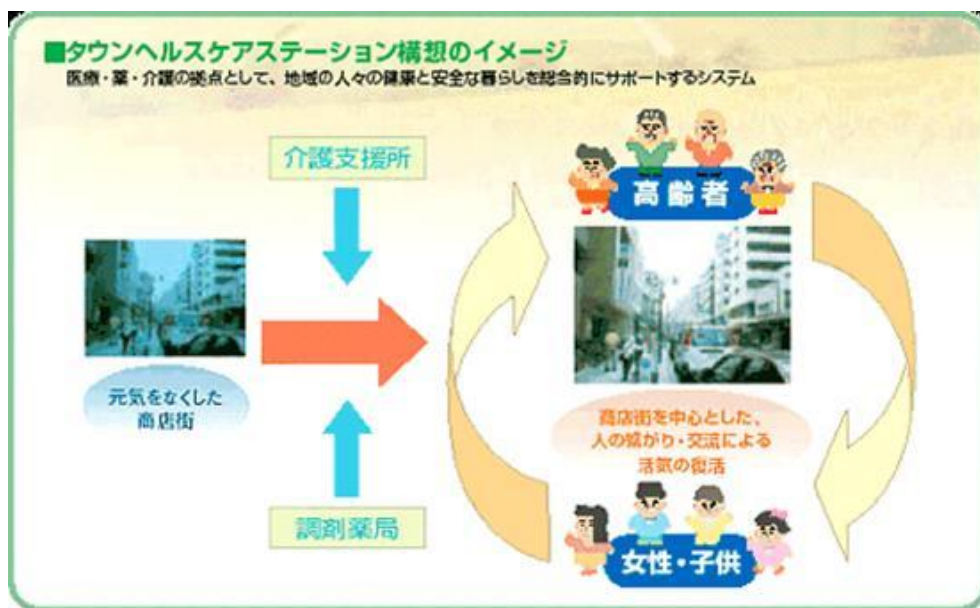 ■タウンヘルスケアステーション構想のイメージ
医療・薬・介護の拠点として、地域の人々の健康と安全な暮らしを総合的にサポートするシステム
介護支援所
高齢者
元気をなくした
商店街
商店街を中心とした、
人の繋がり・交流による
活気の復活
調剤薬局
女性・子供